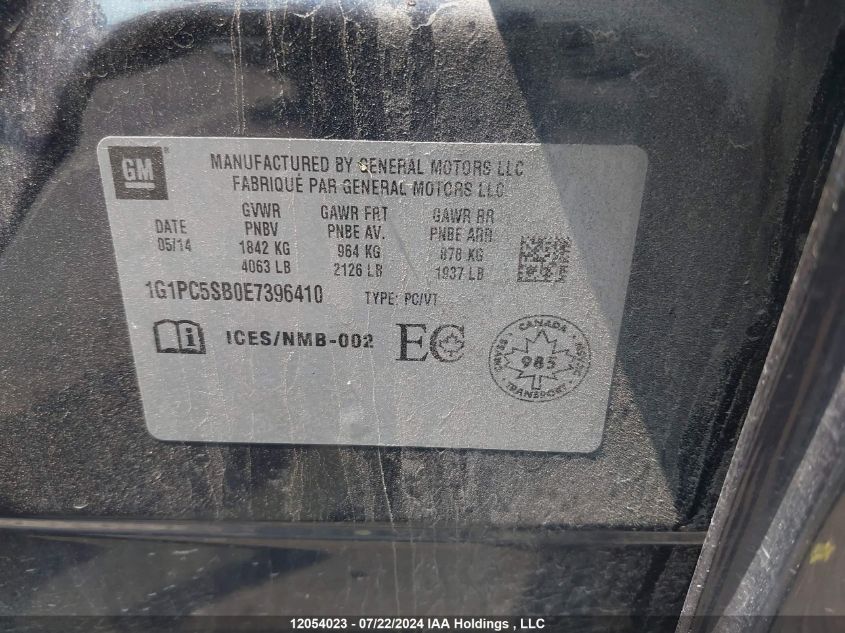 GM
MANUFACTURED BY GENERAL MOTORS LLC
FABRIQUÉ PAR GENERAL MOTORS LLC
DATE
05/14
GVWR
PNBV
1842 KG
4063 LB
GAWR FRT
PNBE AV.
964 KG
2126 LB
GAWR RR
PNBE ARR
878 KG
1937 LB
1G1PC5SB0E7396410 TYPE: PC/VT
ICES/NMB-002
EC
CANADA
985
TRANSPORT
12054023 - 07/22/2024 IAA Holdings , LLC